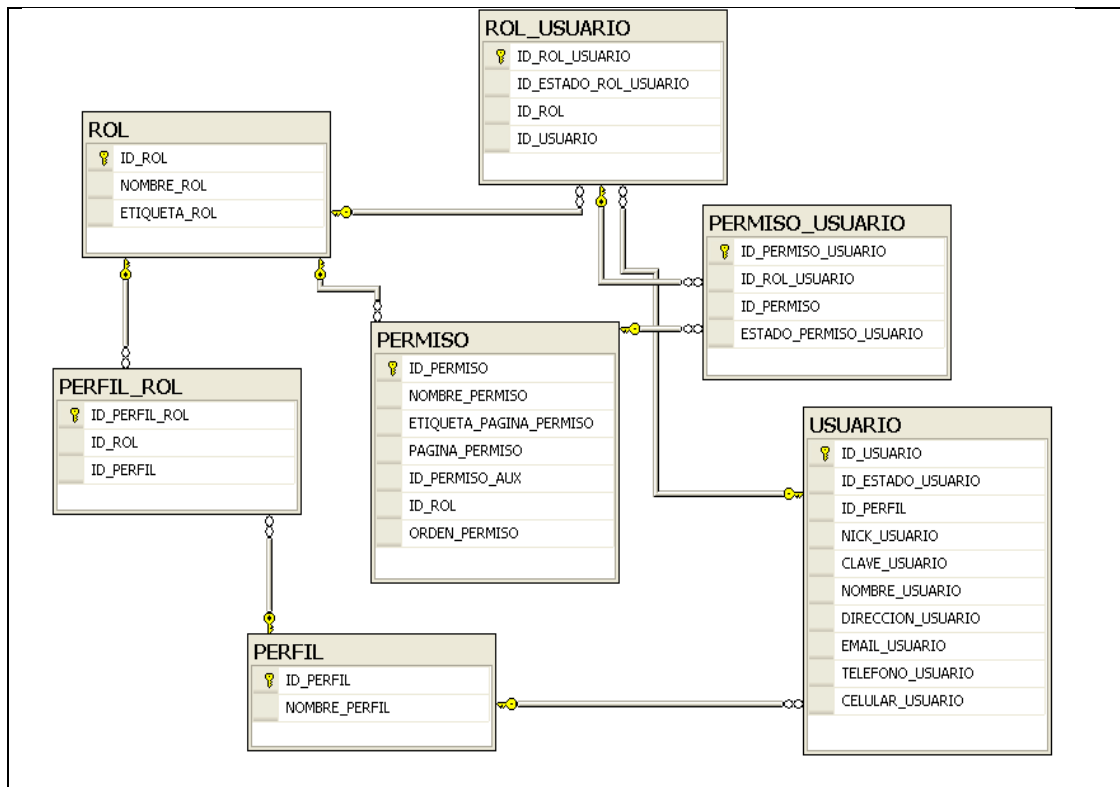 ROL_USUARIO
ID_ROL_USUARIO
ID_ESTADO_ROL_USUARIO
ID_ROL
ID_USUARIO
ROL
ID_ROL
NOMBRE_ROL
ETIQUETA_ROL
PERMISO_USUARIO
ID_PERMISO_USUARIO
ID_ROL_USUARIO
ID_PERMISO
ESTADO_PERMISO_USUARIO
PERMISO
ID_PERMISO
NOMBRE_PERMISO
ETIQUETA_PAGINA_PERMISO
PAGINA_PERMISO
ID_PERMISO_AUX
ID_ROL
ORDEN_PERMISO
PERFIL_ROL
ID_PERFIL_ROL
ID_ROL
ID_PERFIL
USUARIO
ID_USUARIO
ID_ESTADO_USUARIO
ID_PERFIL
NICK_USUARIO
CLAVE_USUARIO
NOMBRE_USUARIO
DIRECCION_USUARIO
EMAIL_USUARIO
TELEFONO_USUARIO
CELULAR_USUARIO
PERFIL
ID_PERFIL
NOMBRE_PERFIL